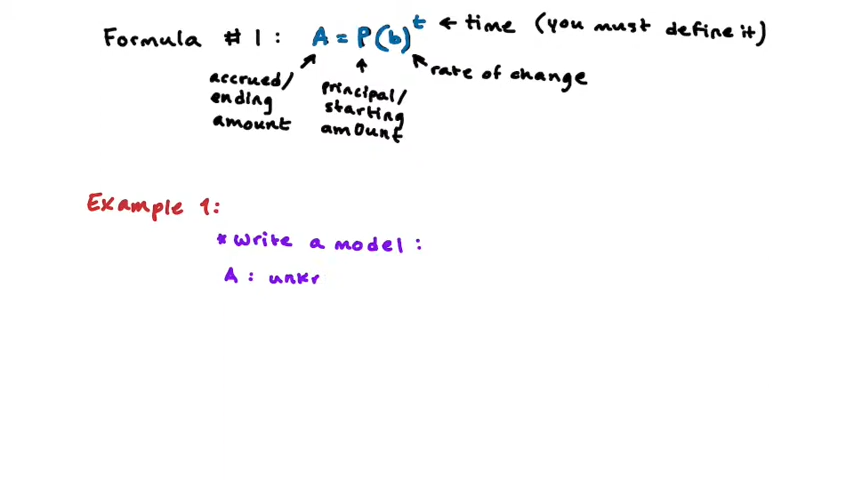 Formula #1: A = P(b)^t ← time (you must define it)
accrued/ending amount
principal/starting amount
rate of change
Example 1:
*write a model:
A: unkr